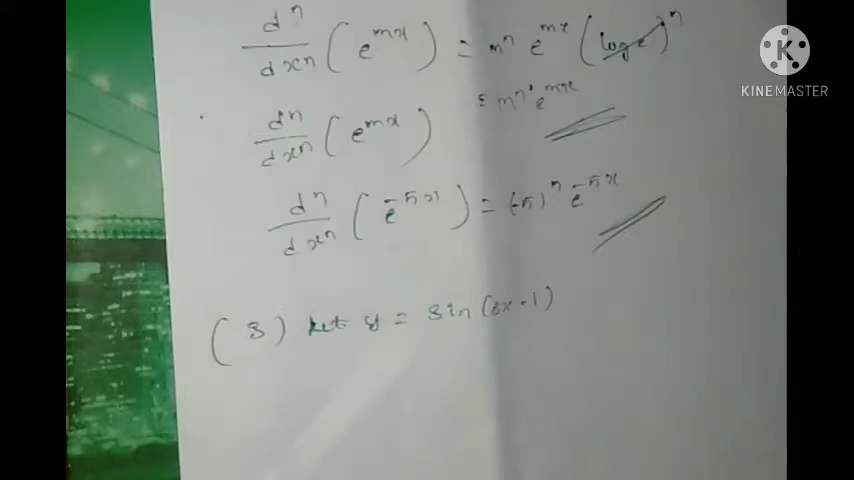 dⁿ/dxⁿ (e^mx) = mⁿ e^mx (log e)ⁿ
= mⁿ·e^mx
dⁿ/dxⁿ (e^mx)
dⁿ/dxⁿ (e^-5x) = (-5)ⁿ e^-5x
(3) Let y = Sin(
K
KINEMASTER